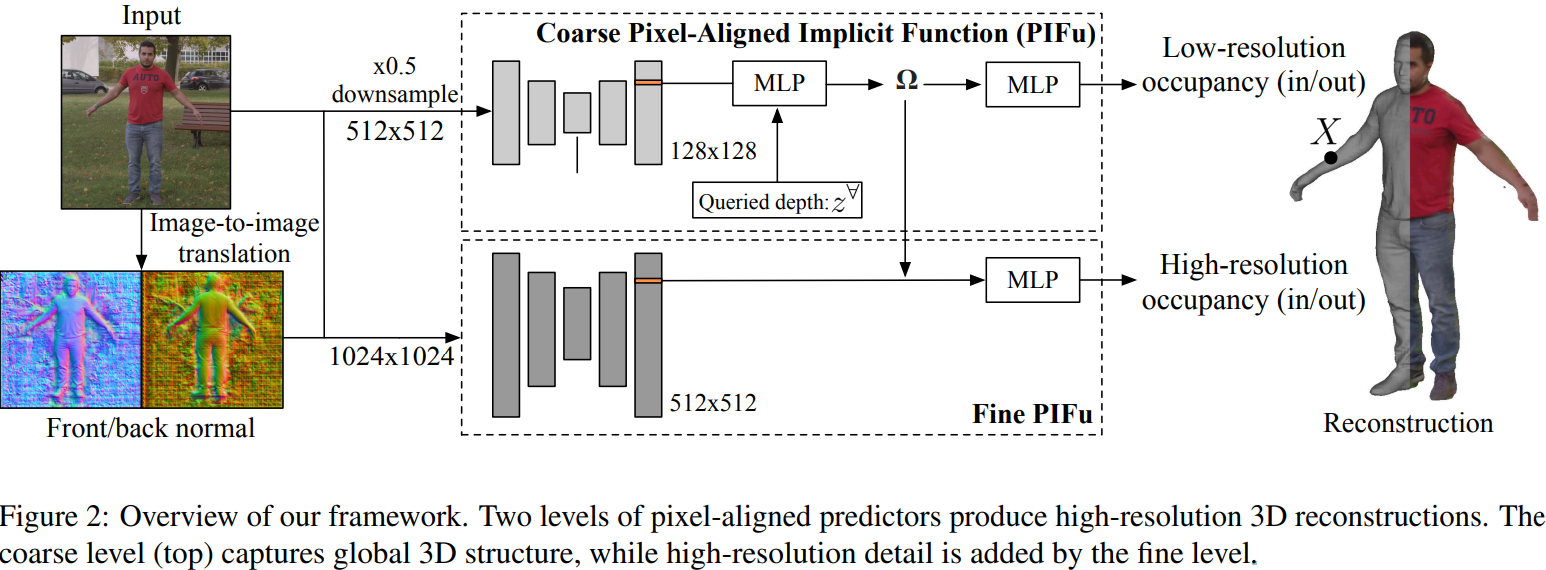 Input
Coarse Pixel-Aligned Implicit Function (PIFu)
x0.5
downsample
512x512
MLP
Ω
MLP
Low-resolution
occupancy (in/out)
AUTO
TO
X
128x128
Queried depth: z∀
Image-to-image
translation
High-resolution
occupancy (in/out)
MLP
1024x1024
512x512
Fine PIFu
Front/back normal
Reconstruction
Figure 2: Overview of our framework. Two levels of pixel-aligned predictors produce high-resolution 3D reconstructions. The
coarse level (top) captures global 3D structure, while high-resolution detail is added by the fine level.